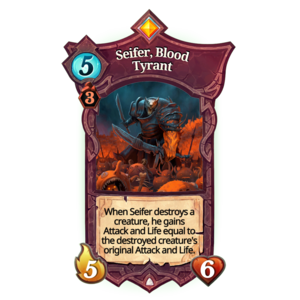 Seifer, Blood
Tyrant
5
3
When Seifer destroys a
creature, he gains
Attack and Life equal to
the destroyed creature's
original Attack and Life.
5
6